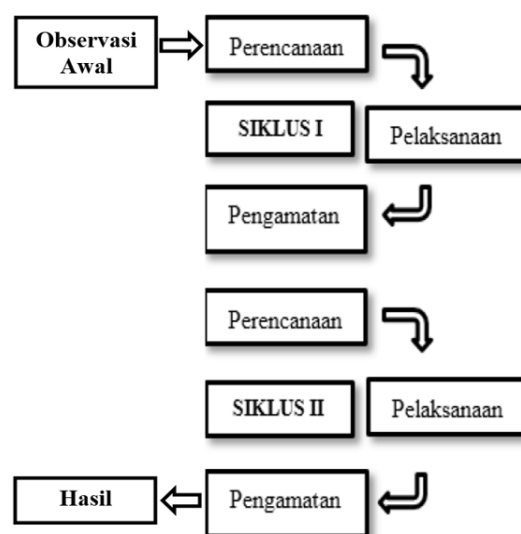 Observasi
Awal
Perencanaan
SIKLUS I
Pelaksanaan
Pengamatan
Perencanaan
SIKLUS II
Pelaksanaan
Hasil
Pengamatan